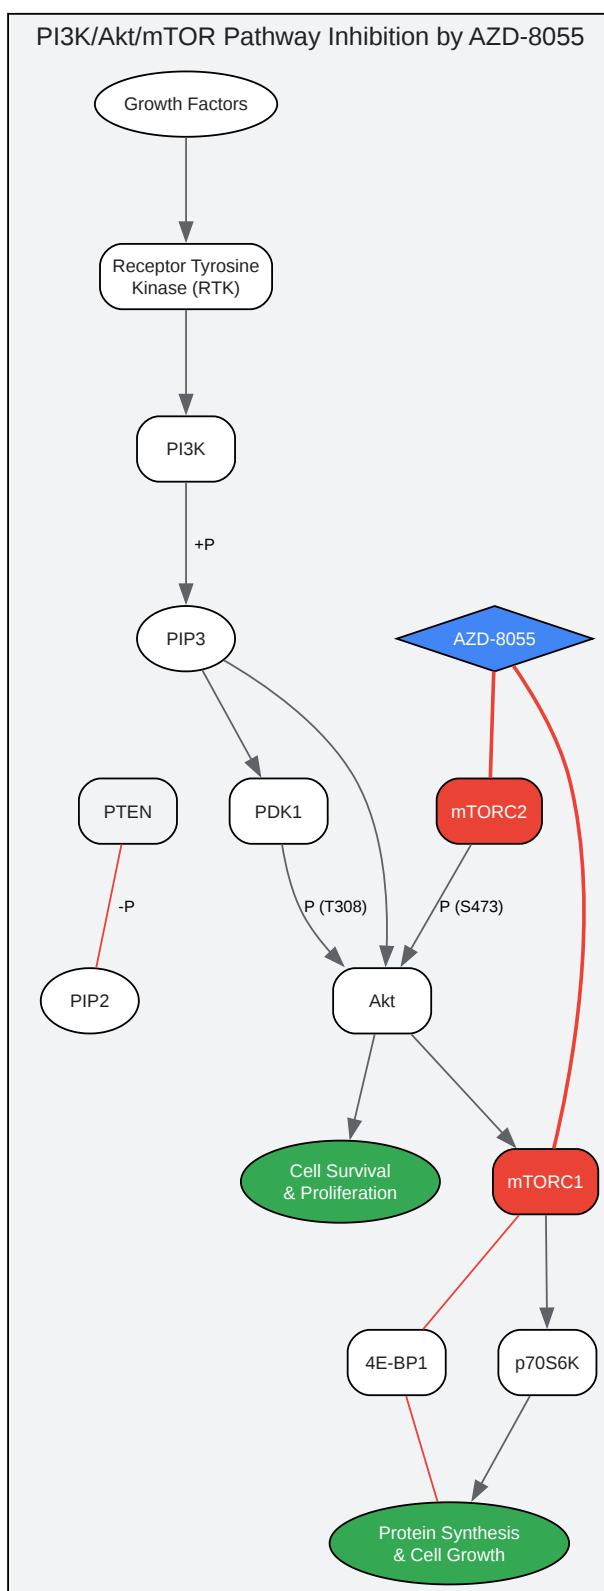 PI3K/Akt/mTOR Pathway Inhibition by AZD-8055
Growth Factors
Receptor Tyrosine
Kinase (RTK)
PI3K
+P
PIP3
AZD-8055
PTEN
PDK1
mTORC2
-P
P (T308)
P (S473)
PIP2
Akt
Cell Survival
& Proliferation
mTORC1
4E-BP1
p70S6K
Protein Synthesis
& Cell Growth